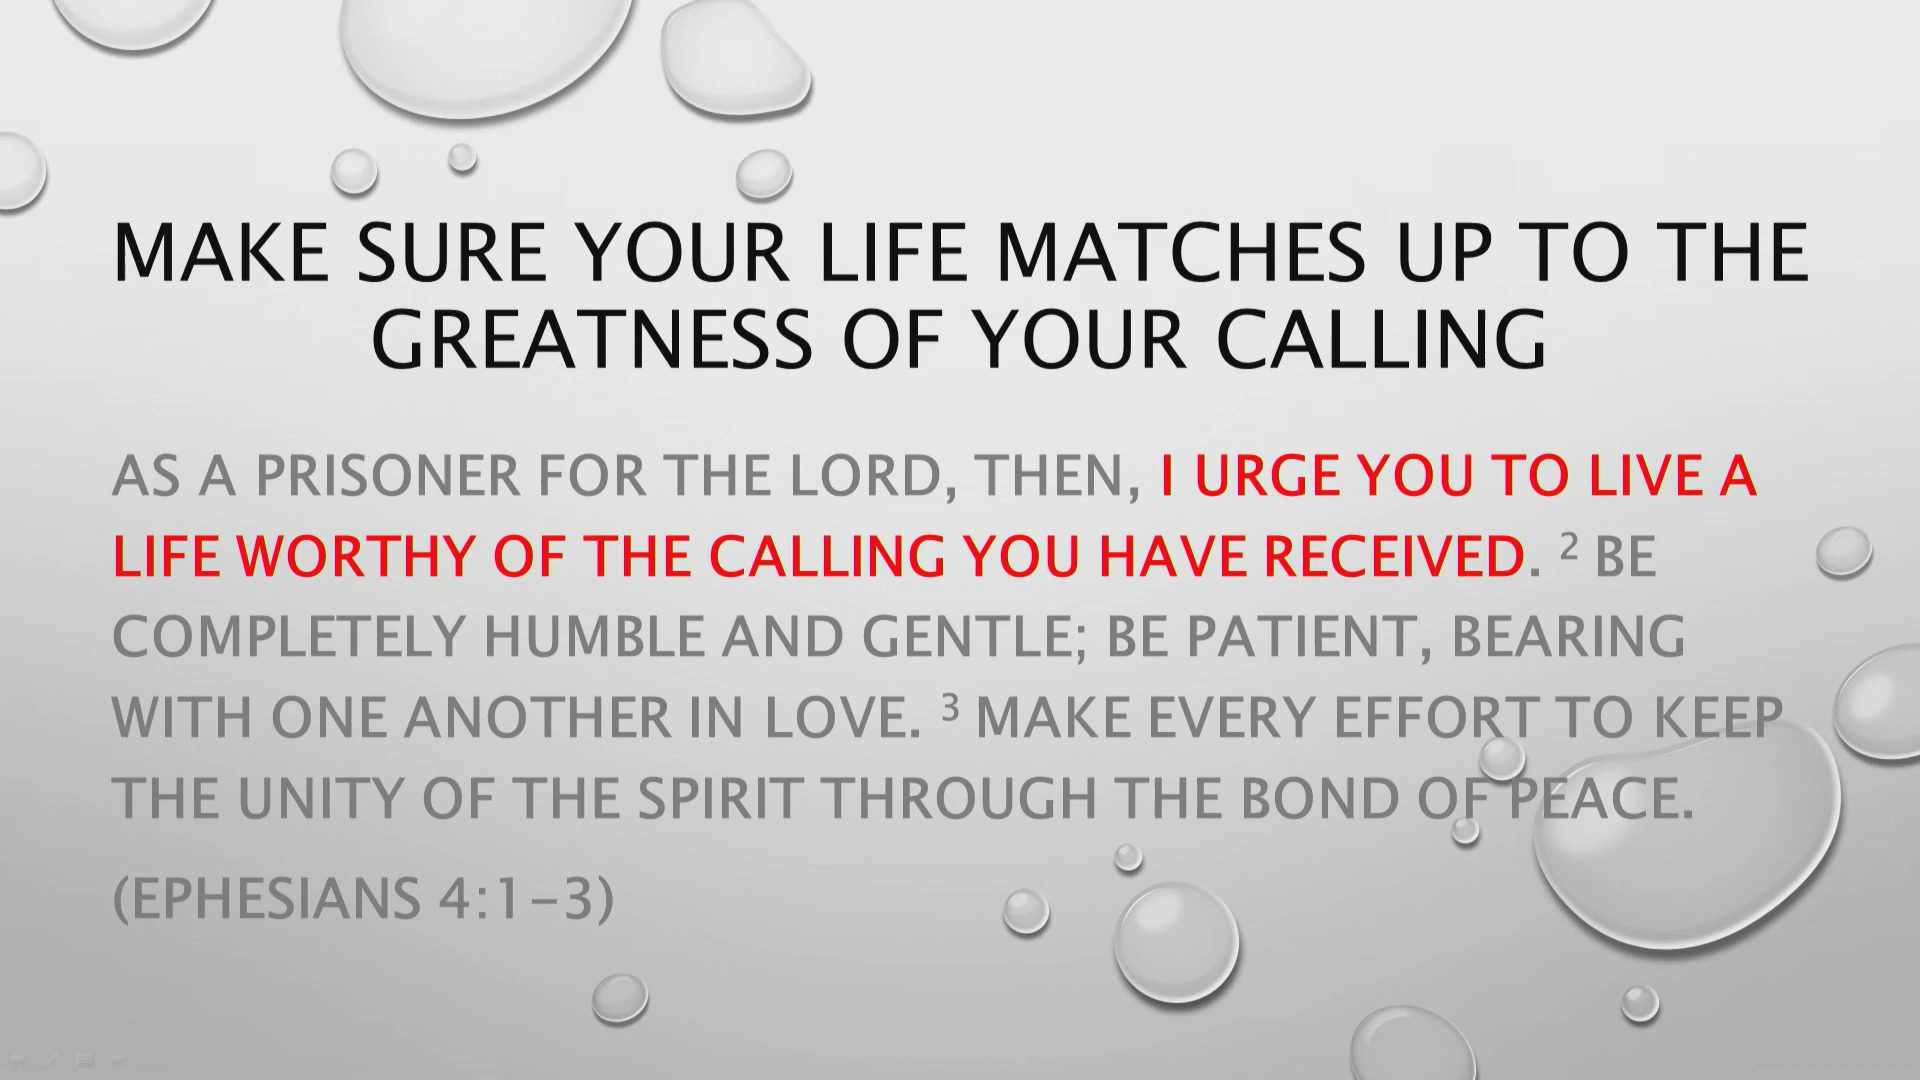 MAKE SURE YOUR LIFE MATCHES UP TO THE
GREATNESS OF YOUR CALLING
AS A PRISONER FOR THE LORD, THEN, I URGE YOU TO LIVE A
LIFE WORTHY OF THE CALLING YOU HAVE RECEIVED. ² BE
COMPLETELY HUMBLE AND GENTLE; BE PATIENT, BEARING
WITH ONE ANOTHER IN LOVE. ³ MAKE EVERY EFFORT TO KEEP
THE UNITY OF THE SPIRIT THROUGH THE BOND OF PEACE.
(EPHESIANS 4:1–3)